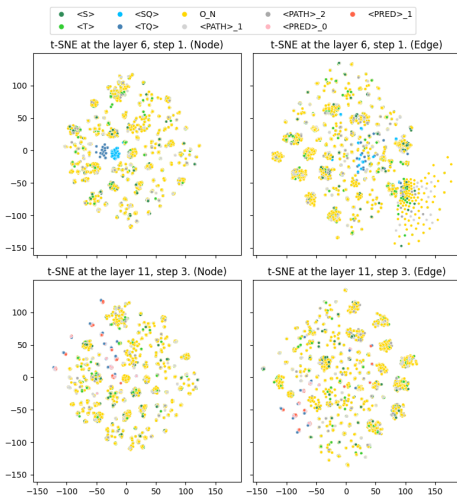 <S> <SQ> O_N <PATH>_2 <PRED>_1
<T> <TQ> <PATH>_1 <PRED>_0
t-SNE at the layer 6, step 1. (Node) t-SNE at the layer 6, step 1. (Edge)
100
50
0
−50
−100
−150
t-SNE at the layer 11, step 3. (Node) t-SNE at the layer 11, step 3. (Edge)
100
50
0
−50
−100
−150
−150 −100 −50 0 50 100 150 −150 −100 −50 0 50 100 150